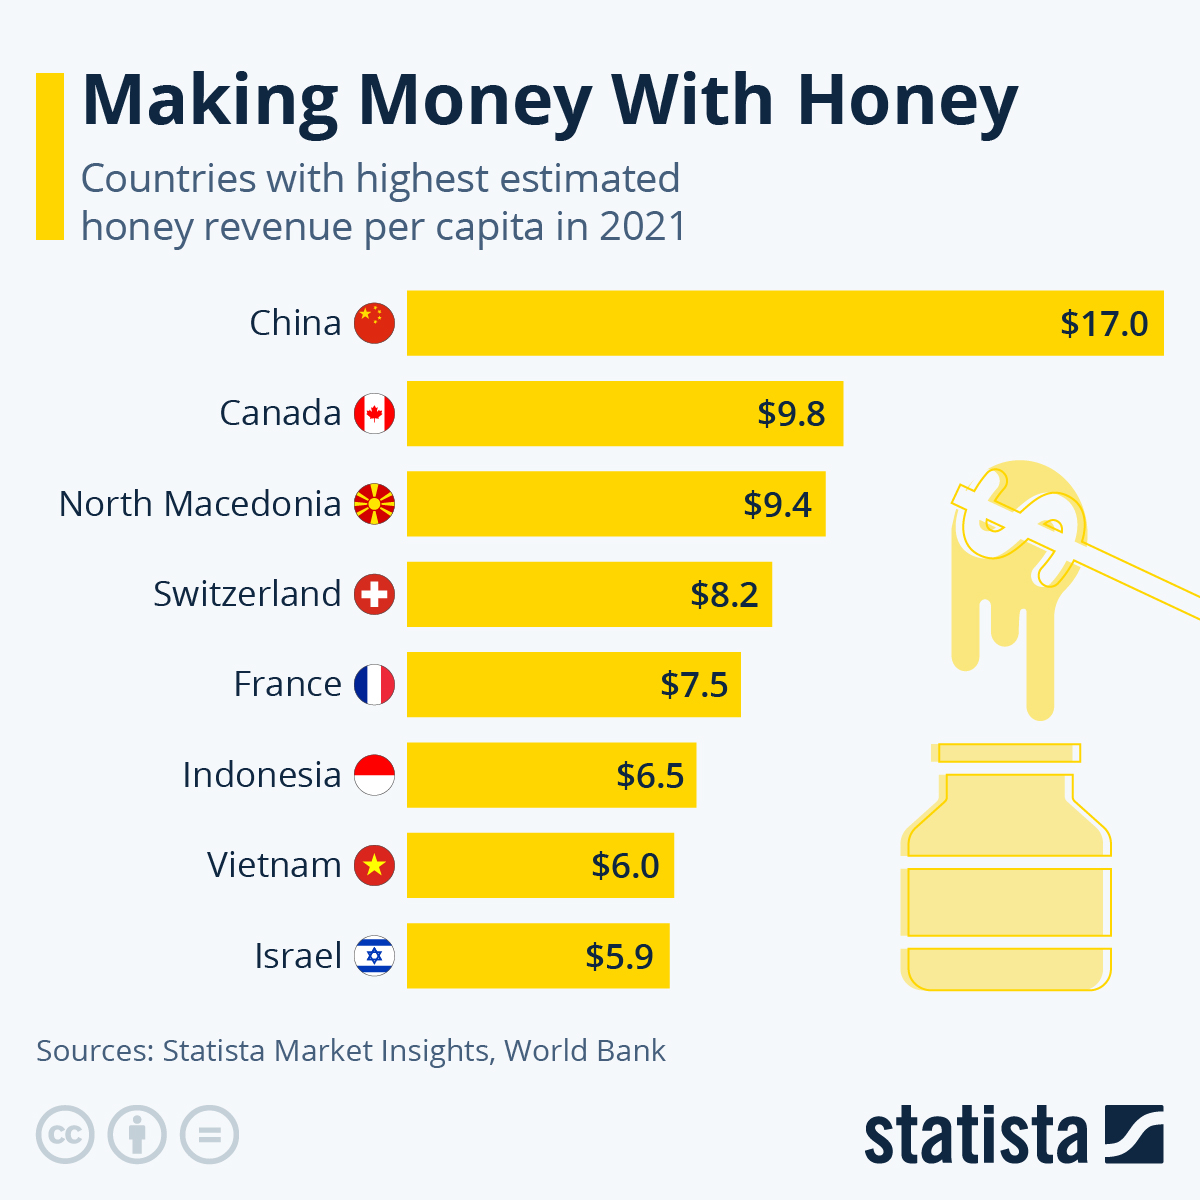 Making Money With Honey
Countries with highest estimated
honey revenue per capita in 2021
China $17.0
Canada $9.8
North Macedonia $9.4
Switzerland $8.2
France $7.5
Indonesia $6.5
Vietnam $6.0
Israel $5.9
Sources: Statista Market Insights, World Bank
cc
statista